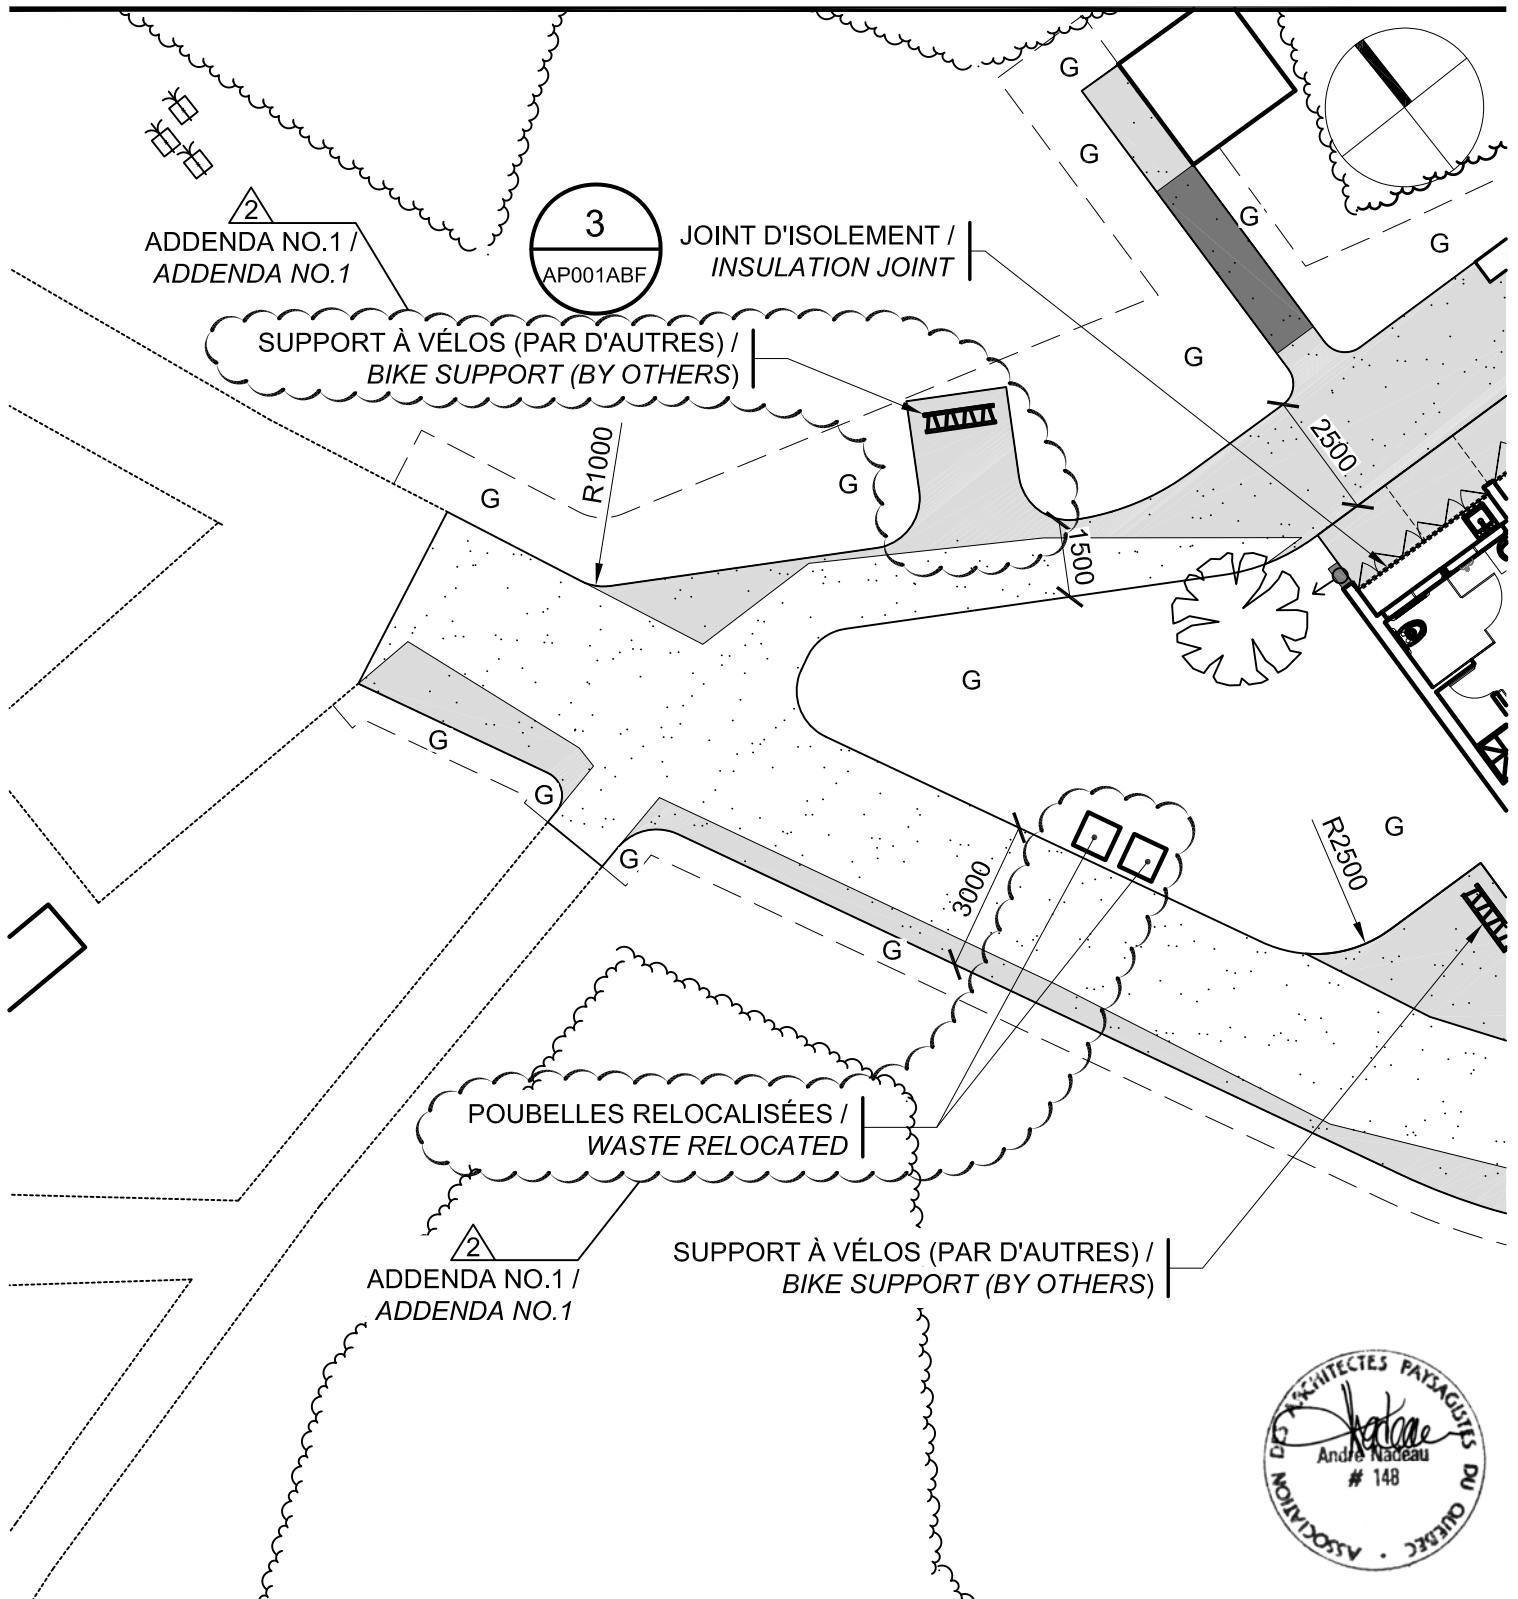 G
G
G
G
G
2
ADDENDA NO.1 /
ADDENDA NO.1
3
AP001ABF
JOINT D'ISOLEMENT /
INSULATION JOINT
SUPPORT À VÉLOS (PAR D'AUTRES) /
BIKE SUPPORT (BY OTHERS)
2500
R1000
G
G
1500
G
G
G
G
R2500
G
3000
G
POUBELLES RELOCALISÉES /
WASTE RELOCATED
2
ADDENDA NO.1 /
ADDENDA NO.1
SUPPORT À VÉLOS (PAR D'AUTRES) /
BIKE SUPPORT (BY OTHERS)
ASSOCIATION DES ARCHITECTES PAYSAGISTES DU QUEBEC
André Nadeau
# 148